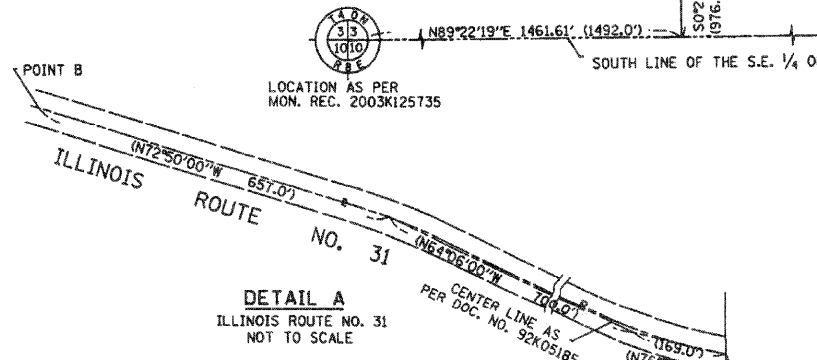 T40N
3 3
10 10
R8E
N89°22'19"E 1461.61' (1492.0')
S0°2
(976.
SOUTH LINE OF THE S.E. 1/4 O
LOCATION AS PER
MON. REC. 2003K125735
POINT B
(N72°50'00"W 657.0')
ILLINOIS ROUTE NO. 31
(N64°06'00"W 700.0')
CENTER LINE AS
PER DOC. NO. 92K05185
(169.0')
(N76
DETAIL A
ILLINOIS ROUTE NO. 31
NOT TO SCALE